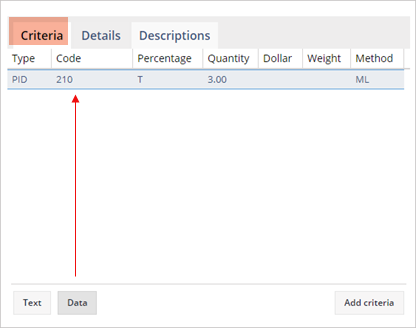 Criteria Details Descriptions
Type Code Percentage Quantity Dollar Weight Method
PID 210 T 3.00 ML
Text Data Add criteria